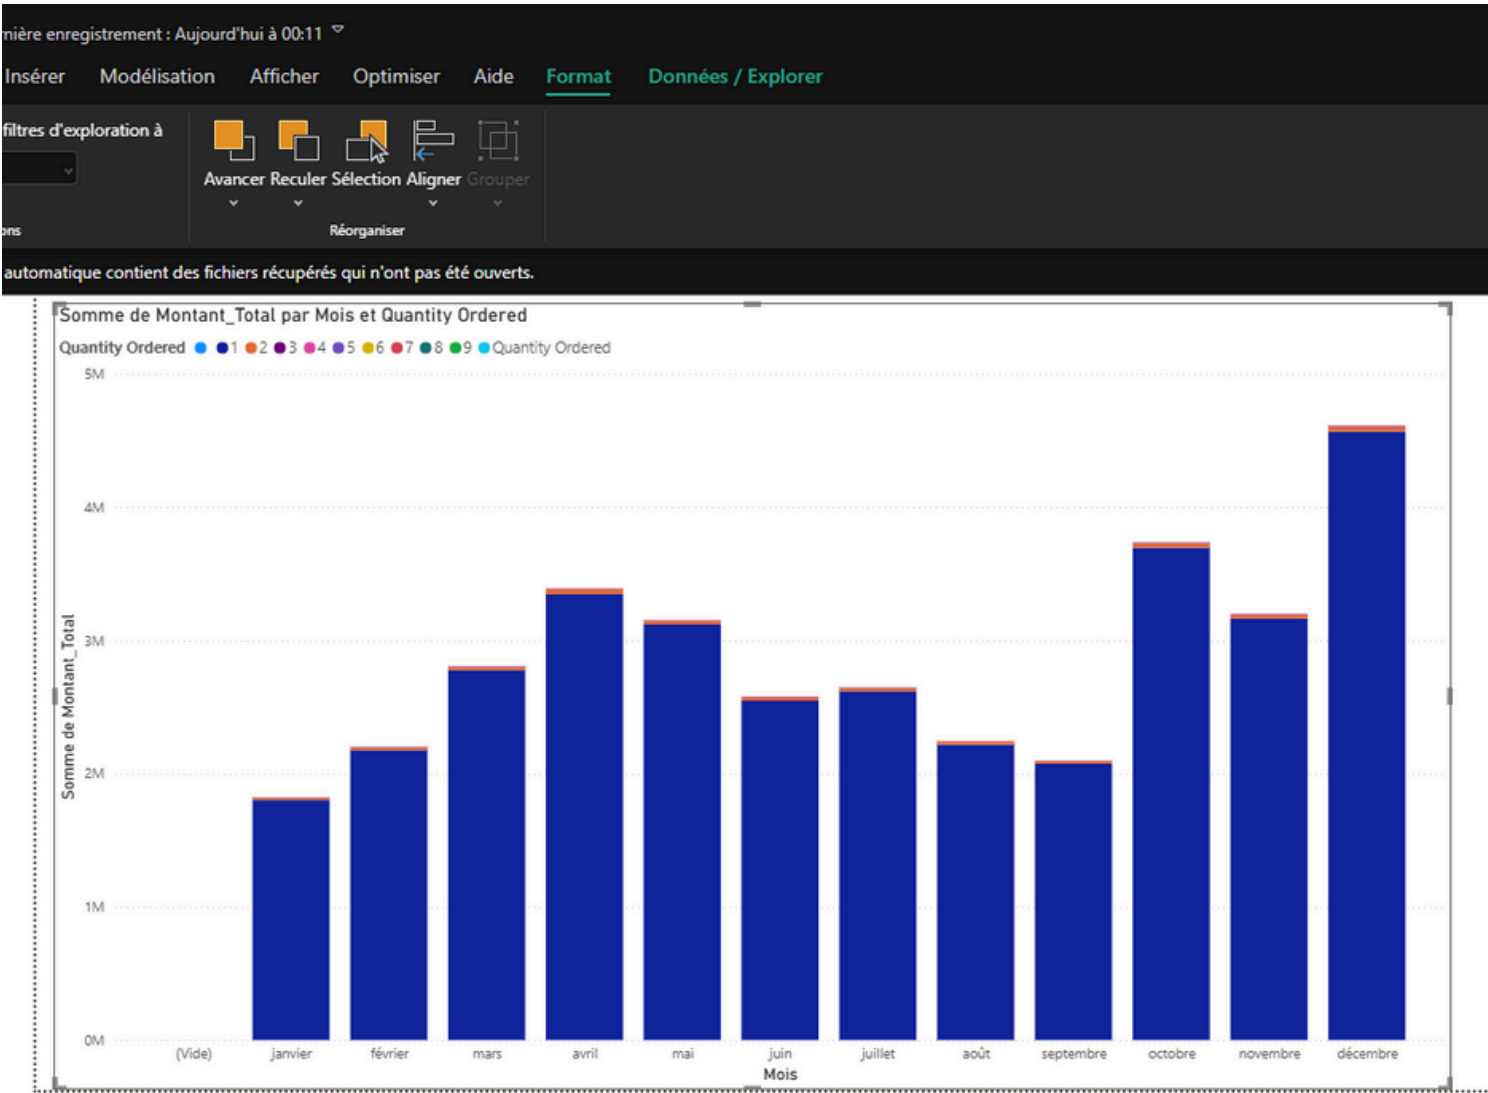 nière enregistrement : Aujourd'hui à 00:11
Insérer Modélisation Afficher Optimiser Aide Format Données / Explorer
filtres d'exploration à
Avancer Reculer Sélection Aligner Grouper
ons Réorganiser
automatique contient des fichiers récupérés qui n'ont pas été ouverts.
Somme de Montant_Total par Mois et Quantity Ordered
Quantity Ordered 1 2 3 4 5 6 7 8 9 Quantity Ordered
5M
4M
3M
2M
1M
0M
Somme de Montant_Total
(Vide) janvier février mars avril mai juin juillet août septembre octobre novembre décembre
Mois